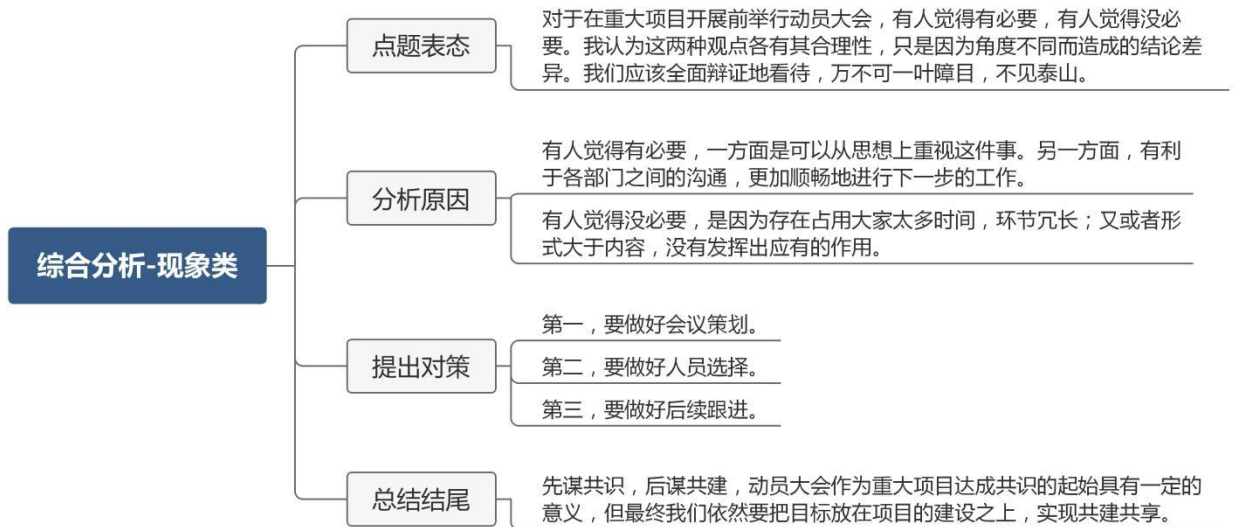 综合分析-现象类
点题表态
对于在重大项目开展前举行动员大会，有人觉得有必要，有人觉得没必
要。我认为这两种观点各有其合理性，只是因为角度不同而造成的结论差
异。我们应该全面辩证地看待，万不可一叶障目，不见泰山。
分析原因
有人觉得有必要，一方面是可以从思想上重视这件事。另一方面，有利
于各部门之间的沟通，更加顺畅地进行下一步的工作。
有人觉得没必要，是因为存在占用大家太多时间，环节冗长；又或者形
式大于内容，没有发挥出应有的作用。
提出对策
第一，要做好会议策划。
第二，要做好人员选择。
第三，要做好后续跟进。
总结结尾
先谋共识，后谋共建，动员大会作为重大项目达成共识的起始具有一定的
意义，但最终我们依然要把目标放在项目的建设之上，实现共建共享。